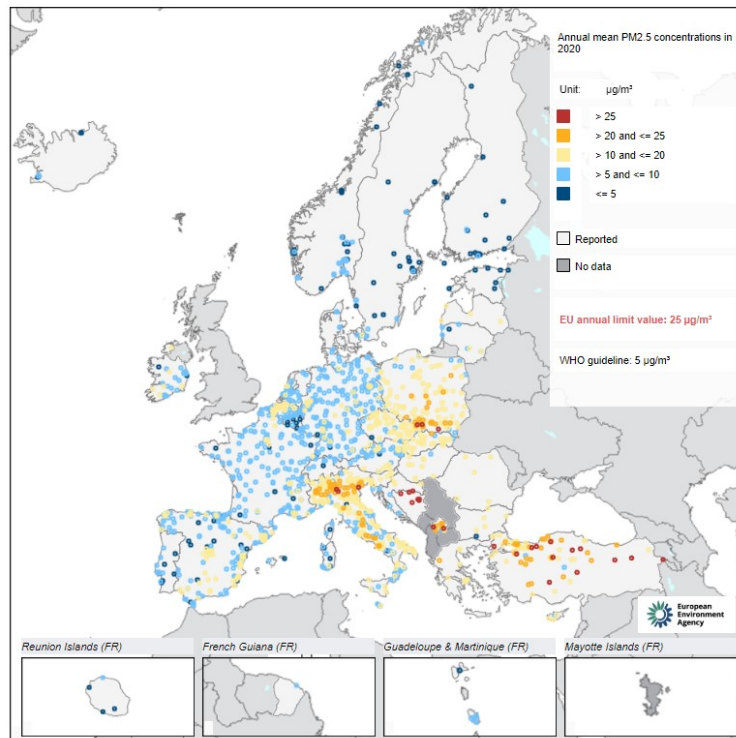 Annual mean PM2.5 concentrations in
2020
Unit: µg/m³
> 25
> 20 and <= 25
> 10 and <= 20
> 5 and <= 10
<= 5
Reported
No data
EU annual limit value: 25 µg/m³
WHO guideline: 5 µg/m³
European
Environment
Agency
Reunion Islands (FR)
French Guiana (FR)
Guadeloupe & Martinique (FR)
Mayotte Islands (FR)